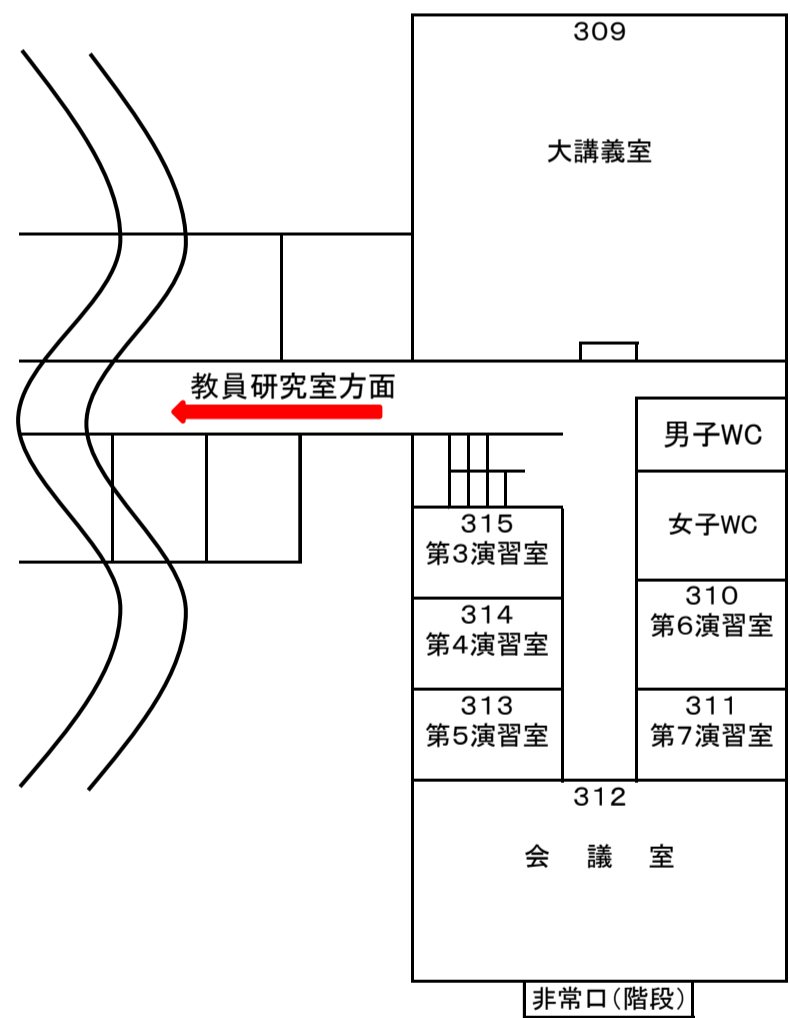 309
大講義室
教員研究室方面
男子WC
女子WC
315
第3演習室
310
第6演習室
314
第4演習室
313
第5演習室
311
第7演習室
312
会 議 室
非常口(階段)